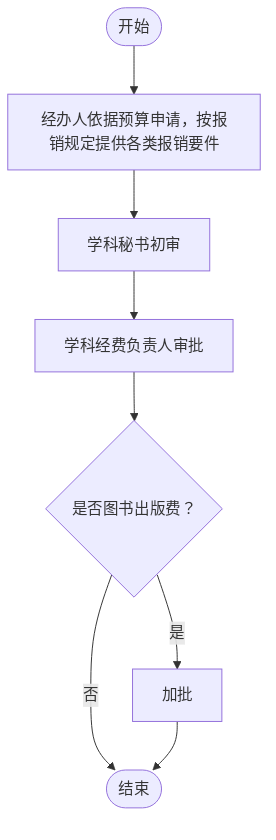 开始
经办人依据预算申请，按报
销规定提供各类报销要件
学科秘书初审
学科经费负责人审批
是否图书出版费？
是
否
加批
结束